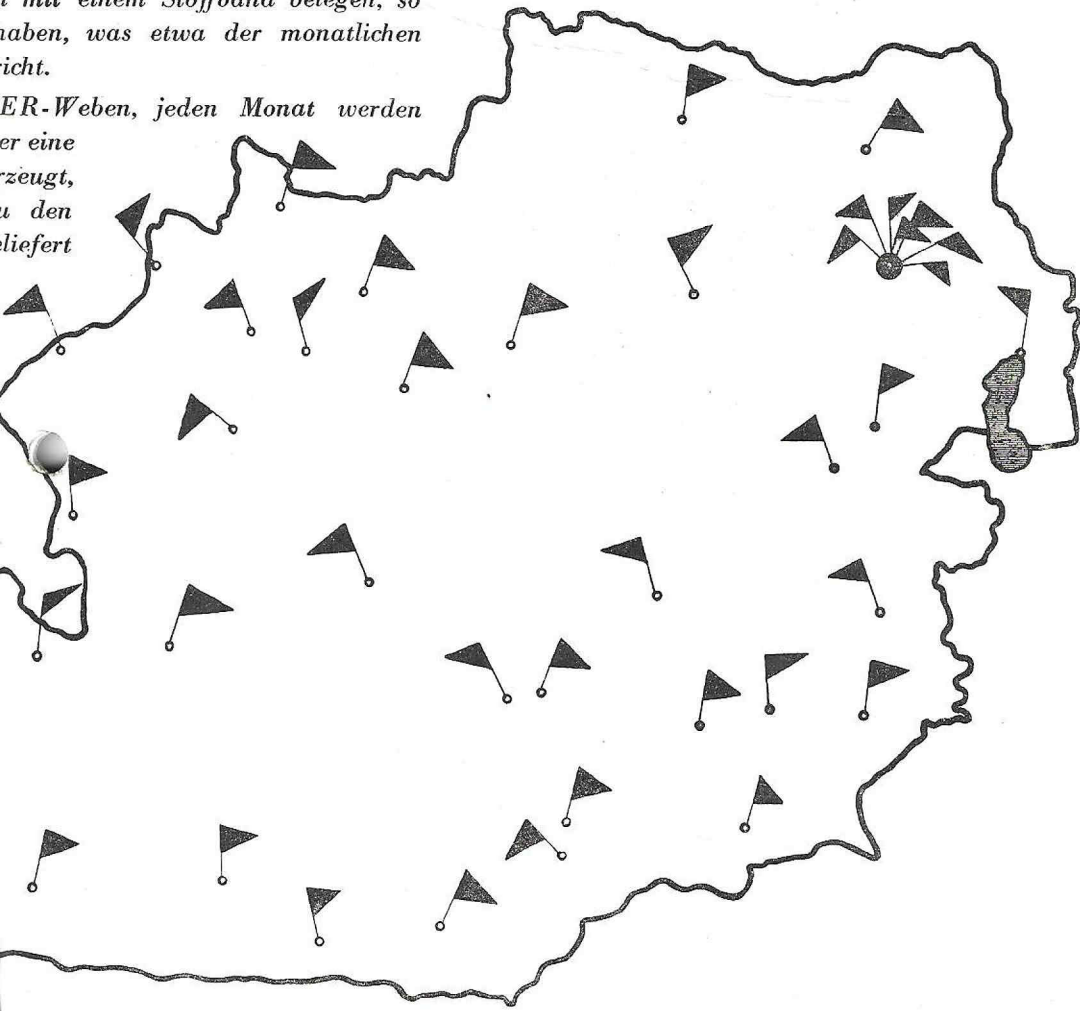 mit einem Stoffband belegen, so
haben, was etwa der monatlichen
richt.
ER-Weben, jeden Monat werden
er eine
rzeugt,
u den
eliefert